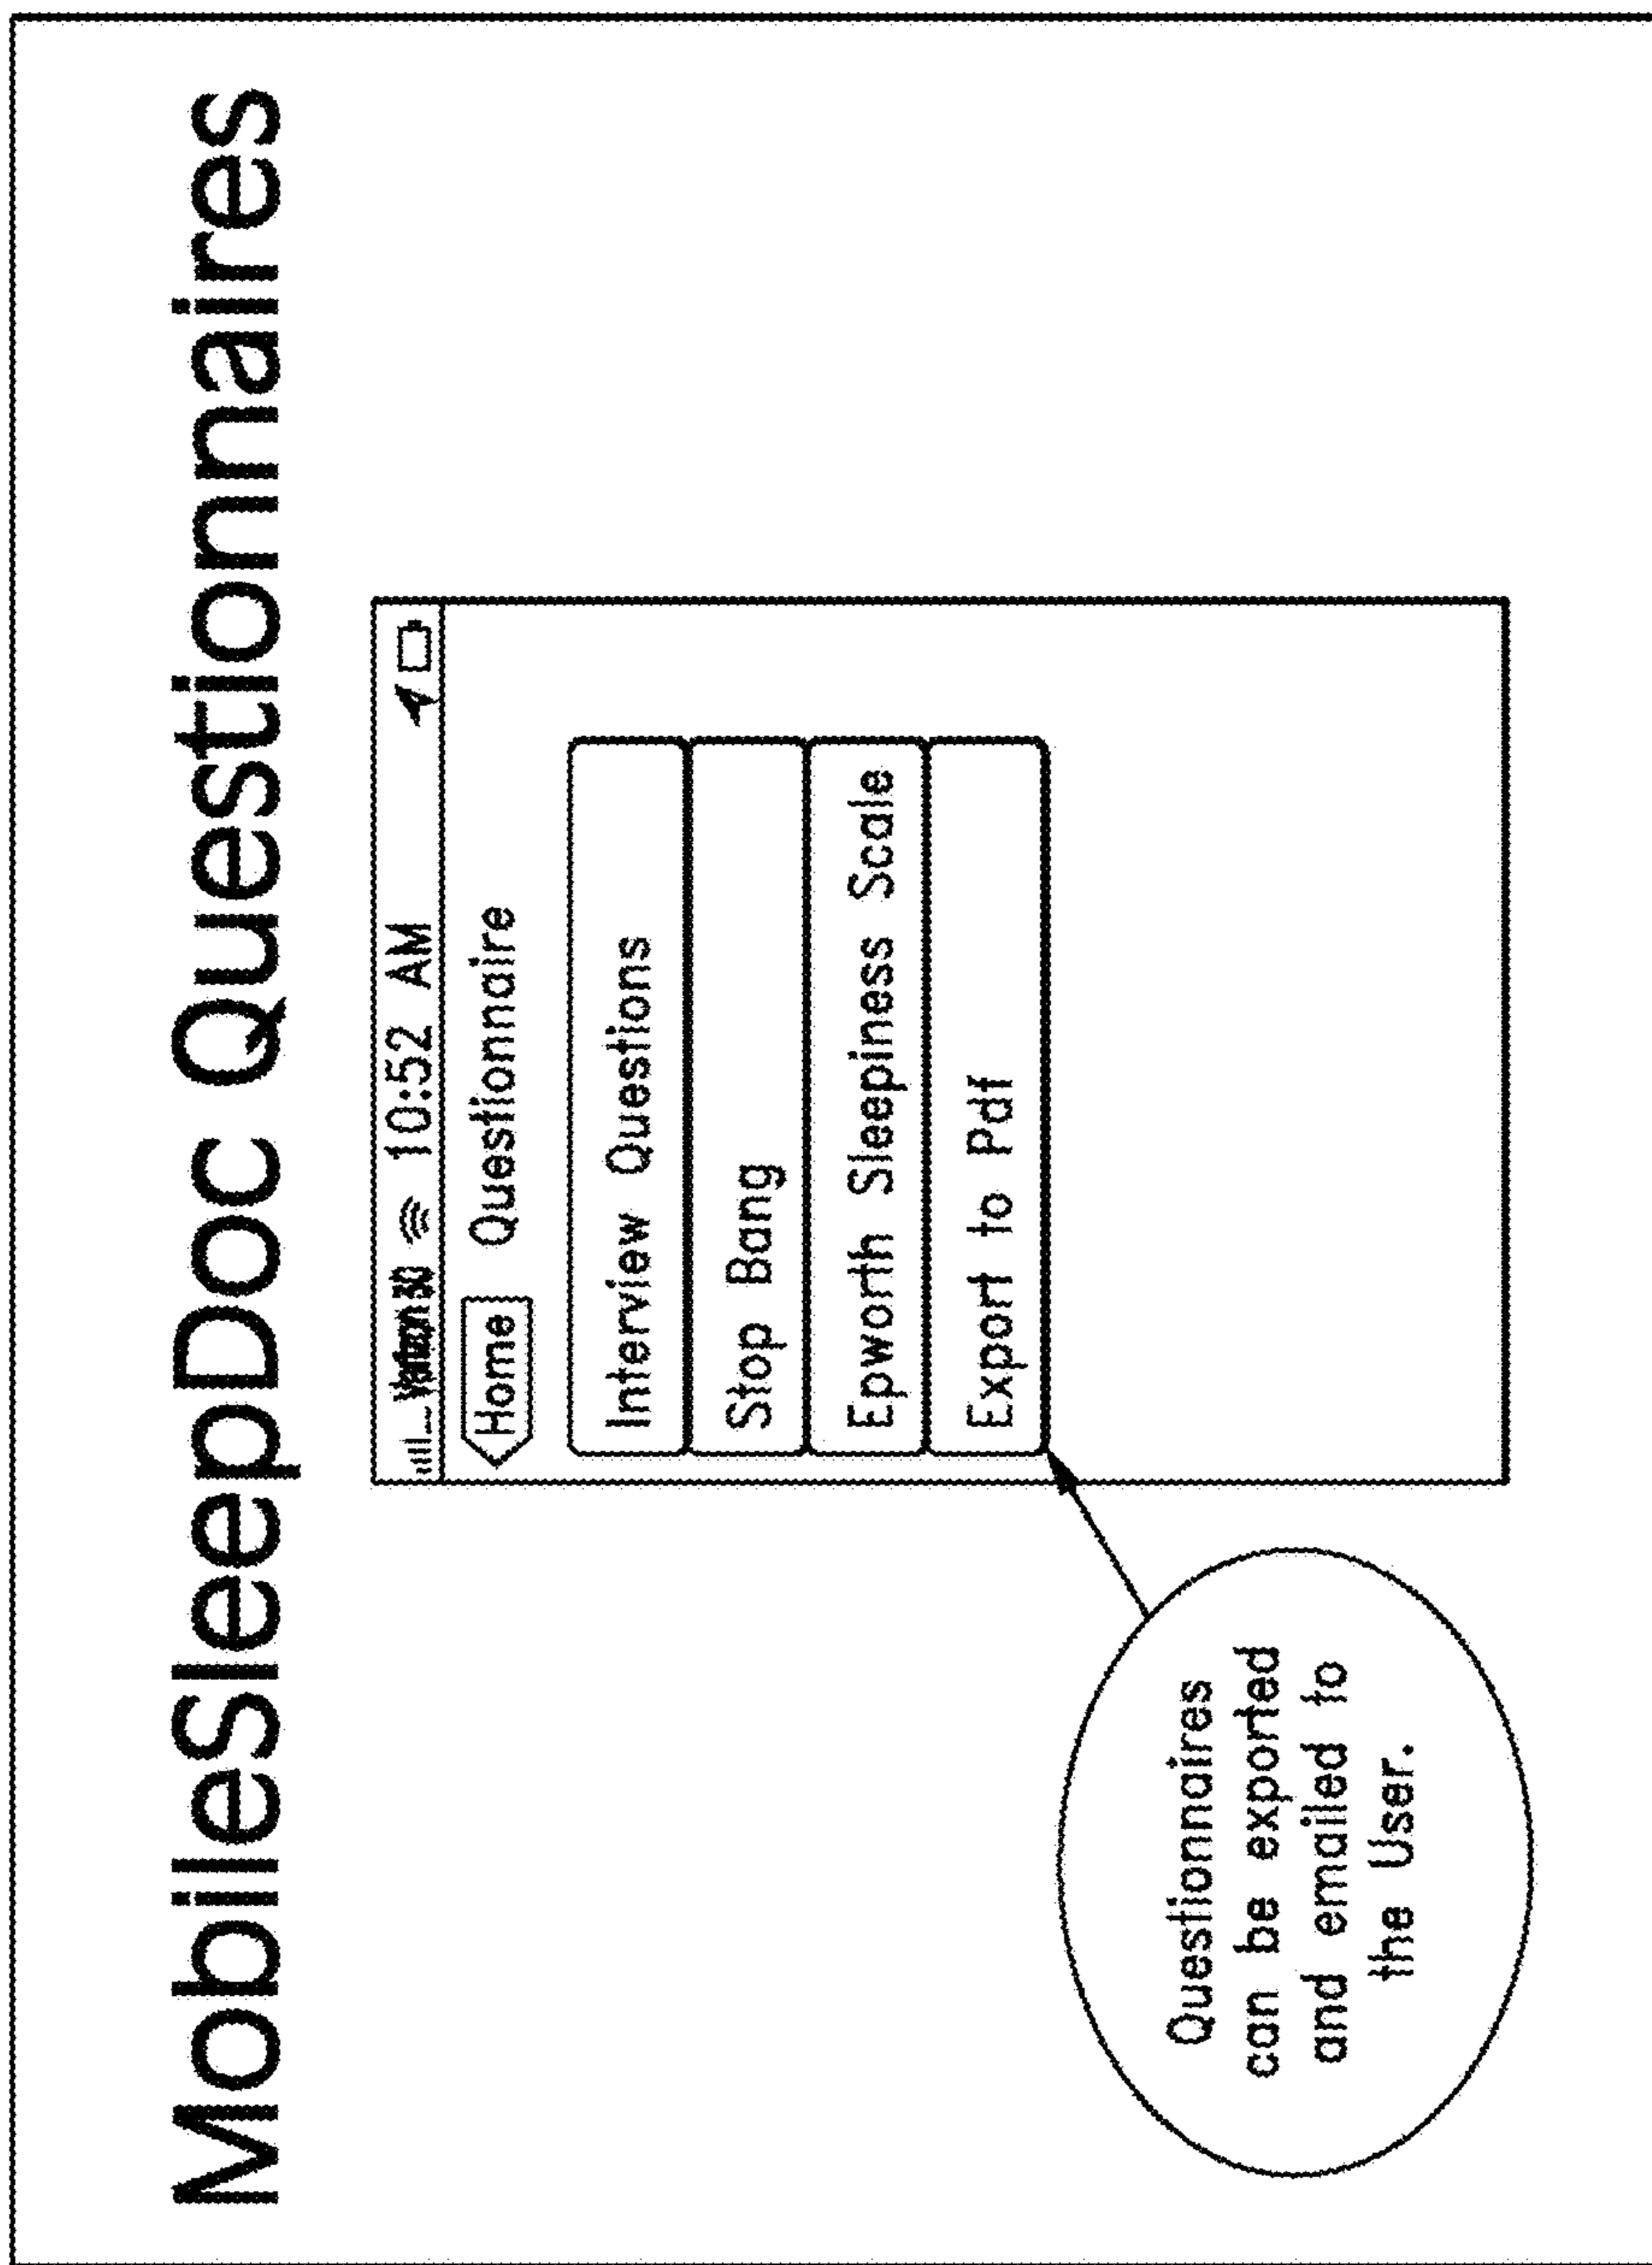 MobileSleepDoc Questionnaires
10:52 AM
Home Questionnaire
Interview Questions
Stop Bang
Epworth Sleepiness Scale
Export to Pdf
Questionnaires
can be exported
and emailed to
the User.